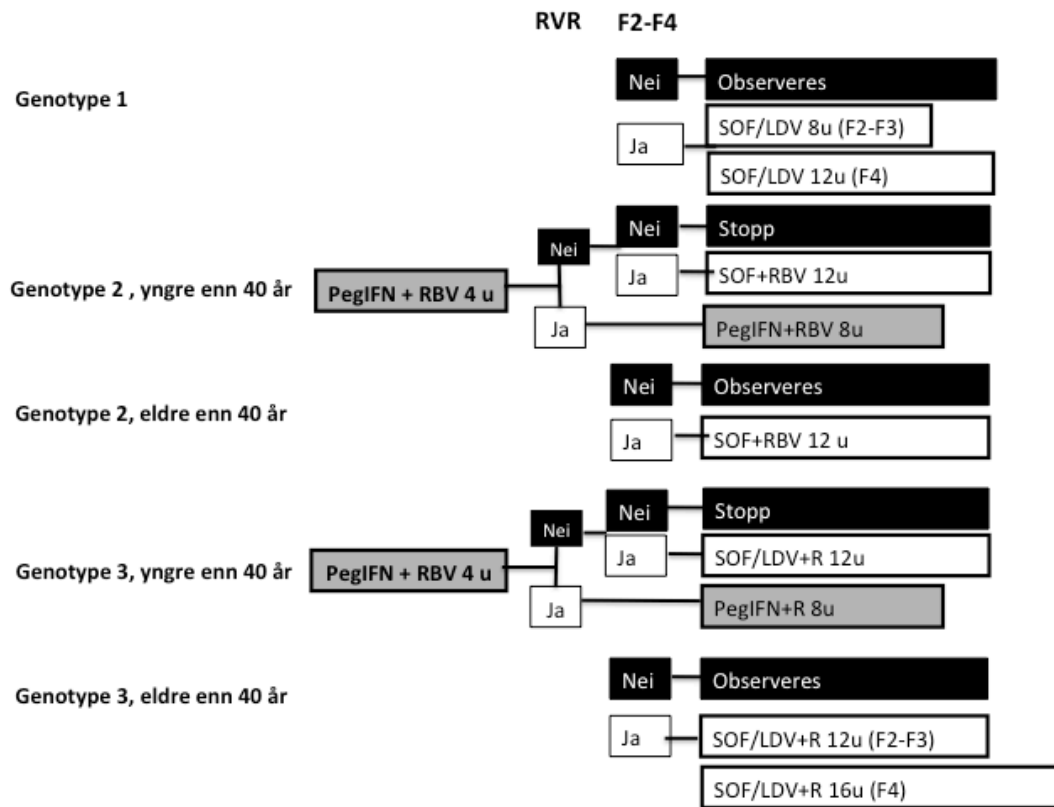 RVR F2-F4
Genotype 1
Nei Observeres
Ja SOF/LDV 8u (F2-F3)
SOF/LDV 12u (F4)
Genotype 2 , yngre enn 40 år
PegIFN + RBV 4 u
Nei
Nei Stopp
Ja SOF+RBV 12u
Ja PegIFN+RBV 8u
Genotype 2, eldre enn 40 år
Nei Observeres
Ja SOF+RBV 12 u
Genotype 3, yngre enn 40 år
PegIFN + RBV 4 u
Nei
Nei Stopp
Ja SOF/LDV+R 12u
Ja PegIFN+R 8u
Genotype 3, eldre enn 40 år
Nei Observeres
Ja SOF/LDV+R 12u (F2-F3)
SOF/LDV+R 16u (F4)